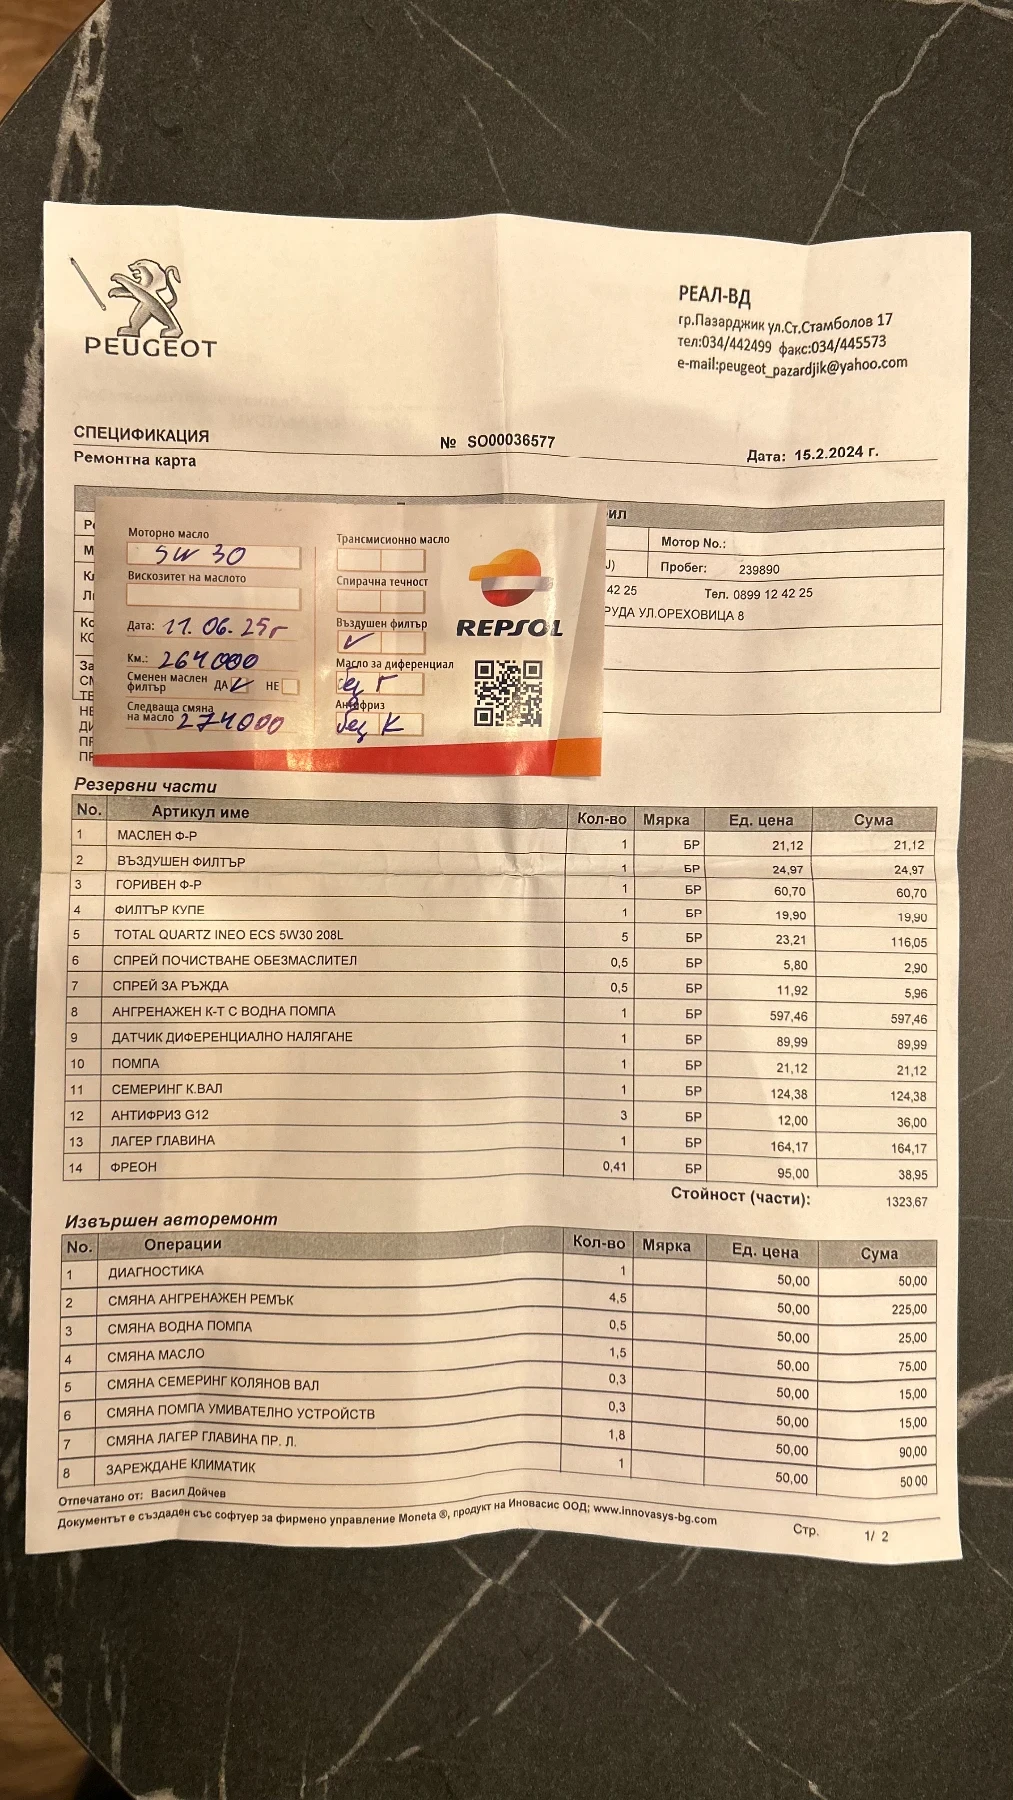 PEUGEOT
РЕАЛ-ВД
гр.Пазарджик ул.Ст.Стамболов 17
тел:034/442499 факс:034/445573
e-mail:peugeot_pazardjik@yahoo.com
СПЕЦИФИКАЦИЯ № SO00036577 Дата: 15.2.2024 г.
Ремонтна карта
Мотор No.:
Пробег: 239890
42 25 Тел. 0899 12 42 25
РУДА УЛ.ОРЕХОВИЦА 8
Моторно масло
5W 30
Вискозитет на маслото
Дата: 11.06.25г
Км.: 264000
Сменен маслен филтър ДА ✓ НЕ
Следваща смяна на масло 274000
Трансмисионно масло
Спирачна течност
Въздушен филтър
✓
Масло за диференциал
без Г
Антифриз
без К
REPSOL
Резервни части
No. Артикул име Кол-во Мярка Ед. цена Сума
1 МАСЛЕН Ф-Р 1 БР 21,12 21,12
2 ВЪЗДУШЕН ФИЛТЪР 1 БР 24,97 24,97
3 ГОРИВЕН Ф-Р 1 БР 60,70 60,70
4 ФИЛТЪР КУПЕ 1 БР 19,90 19,90
5 TOTAL QUARTZ INEO ECS 5W30 208L 5 БР 23,21 116,05
6 СПРЕЙ ПОЧИСТВАНЕ ОБЕЗМАСЛИТЕЛ 0,5 БР 5,80 2,90
7 СПРЕЙ ЗА РЪЖДА 0,5 БР 11,92 5,96
8 АНГРЕНАЖЕН К-Т С ВОДНА ПОМПА 1 БР 597,46 597,46
9 ДАТЧИК ДИФЕРЕНЦИАЛНО НАЛЯГАНЕ 1 БР 89,99 89,99
10 ПОМПА 1 БР 21,12 21,12
11 СЕМЕРИНГ К.ВАЛ 1 БР 124,38 124,38
12 АНТИФРИЗ G12 3 БР 12,00 36,00
13 ЛАГЕР ГЛАВИНА 1 БР 164,17 164,17
14 ФРЕОН 0,41 БР 95,00 38,95
Стойност (части): 1323,67
Извършен авторемонт
No. Операции Кол-во Мярка Ед. цена Сума
1 ДИАГНОСТИКА 1 50,00 50,00
2 СМЯНА АНГРЕНАЖЕН РЕМЪК 4,5 50,00 225,00
3 СМЯНА ВОДНА ПОМПА 0,5 50,00 25,00
4 СМЯНА МАСЛО 1,5 50,00 75,00
5 СМЯНА СЕМЕРИНГ КОЛЯНОВ ВАЛ 0,3 50,00 15,00
6 СМЯНА ПОМПА УМИВАТЕЛНО УСТРОЙСТВ 0,3 50,00 15,00
7 СМЯНА ЛАГЕР ГЛАВИНА ПР. Л. 1,8 50,00 90,00
8 ЗАРЕЖДАНЕ КЛИМАТИК 1 50,00 50,00
Отпечатано от: Васил Дойчев
Документът е създаден със софтуер за фирмено управление Moneta ®, продукт на Иновасис ООД; www.innovasys-bg.com
Стр. 1/ 2